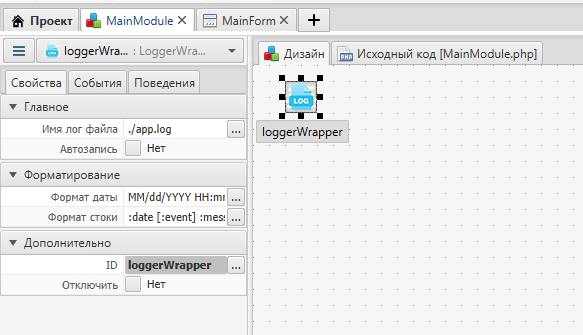 Проект MainModule MainForm
loggerWra... : LoggerWra...
Дизайн Исходный код [MainModule.php]
Свойства События Поведения
LOG
loggerWrapper
Главное
Имя лог файла ./app.log ...
Автозапись Нет
Форматирование
Формат даты MM/dd/YYYY HH:mm ...
Формат стоки :date [:event] :mess ...
Дополнительно
ID loggerWrapper ...
Отключить Нет